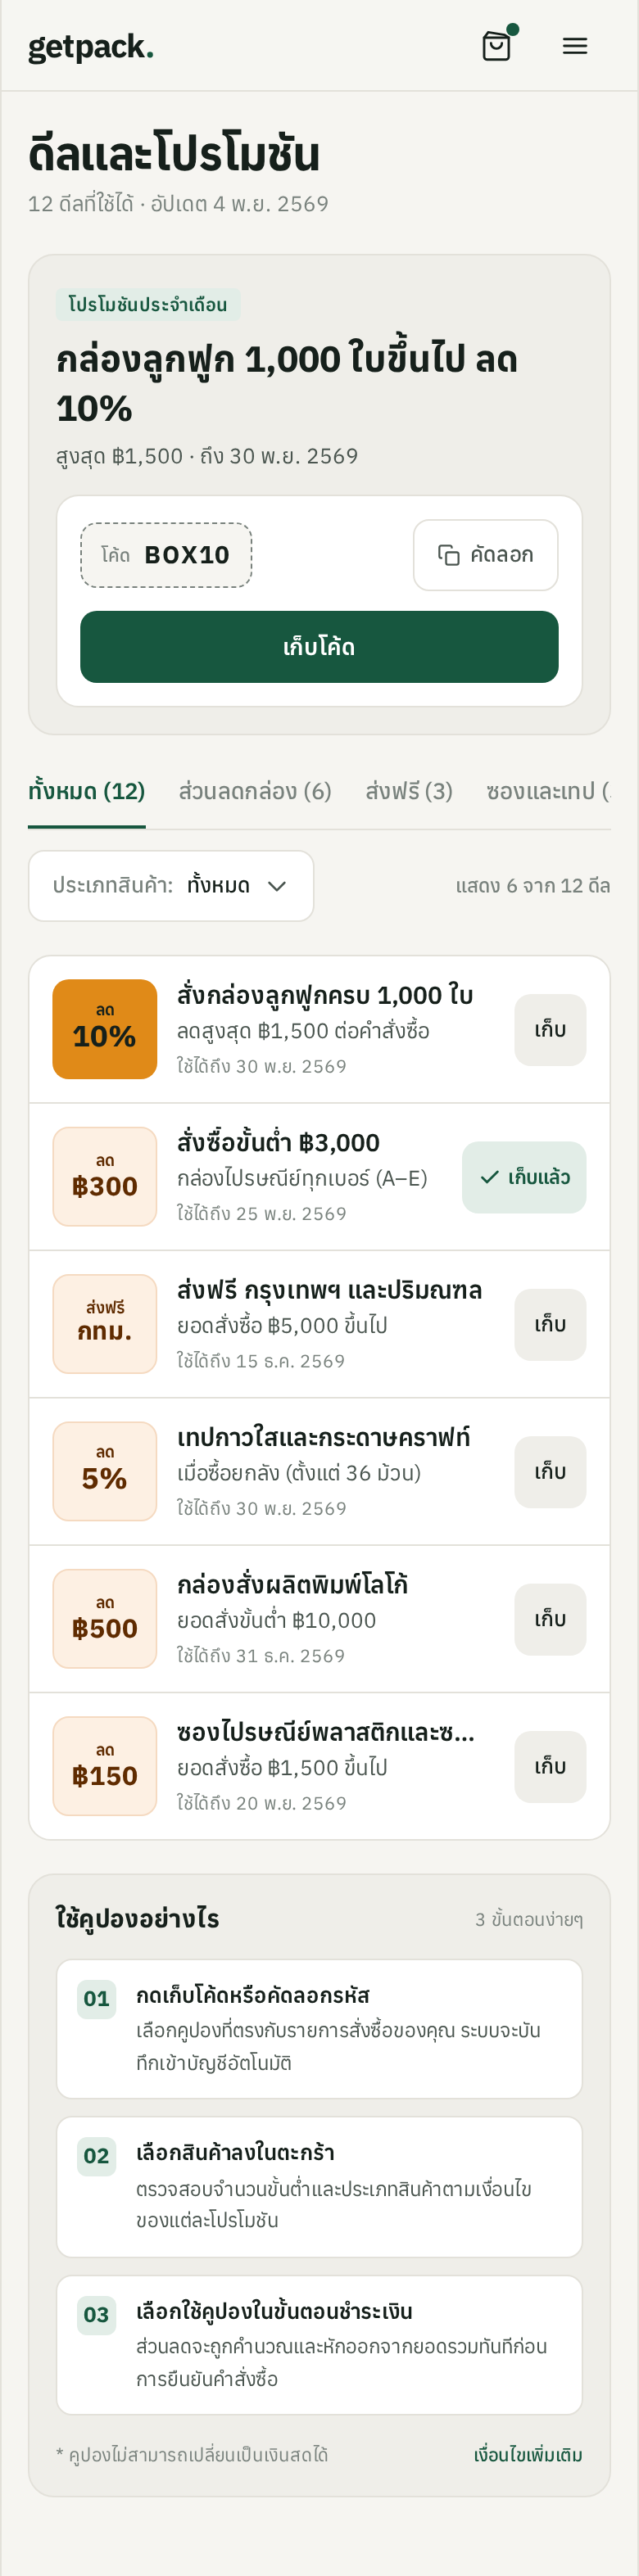 getpack.
ดีลและโปรโมชัน
12 ดีลที่ใช้ได้ · อัปเดต 4 พ.ย. 2569
โปรโมชันประจำเดือน
กล่องลูกฟูก 1,000 ใบขึ้นไป ลด
10%
สูงสุด ฿1,500 · ถึง 30 พ.ย. 2569
โค้ด BOX10
คัดลอก
เก็บโค้ด
ทั้งหมด (12) ส่วนลดกล่อง (6) ส่งฟรี (3) ซองและเทป (
ประเภทสินค้า: ทั้งหมด
แสดง 6 จาก 12 ดีล
ลด
10%
สั่งกล่องลูกฟูกครบ 1,000 ใบ
ลดสูงสุด ฿1,500 ต่อคำสั่งซื้อ
ใช้ได้ถึง 30 พ.ย. 2569
เก็บ
ลด
฿300
สั่งซื้อขั้นต่ำ ฿3,000
กล่องไปรษณีย์ทุกเบอร์ (A–E)
ใช้ได้ถึง 25 พ.ย. 2569
เก็บแล้ว
ส่งฟรี
กทม.
ส่งฟรี กรุงเทพฯ และปริมณฑล
ยอดสั่งซื้อ ฿5,000 ขึ้นไป
ใช้ได้ถึง 15 ธ.ค. 2569
เก็บ
ลด
5%
เทปกาวใสและกระดาษคราฟท์
เมื่อซื้อยกลัง (ตั้งแต่ 36 ม้วน)
ใช้ได้ถึง 30 พ.ย. 2569
เก็บ
ลด
฿500
กล่องสั่งผลิตพิมพ์โลโก้
ยอดสั่งขั้นต่ำ ฿10,000
ใช้ได้ถึง 31 ธ.ค. 2569
เก็บ
ลด
฿150
ซองไปรษณีย์พลาสติกและซ...
ยอดสั่งซื้อ ฿1,500 ขึ้นไป
ใช้ได้ถึง 20 พ.ย. 2569
เก็บ
ใช้คูปองอย่างไร
3 ขั้นตอนง่ายๆ
01
กดเก็บโค้ดหรือคัดลอกรหัส
เลือกคูปองที่ตรงกับรายการสั่งซื้อของคุณ ระบบจะบัน
ทึกเข้าบัญชีอัตโนมัติ
02
เลือกสินค้าลงในตะกร้า
ตรวจสอบจำนวนขั้นต่ำและประเภทสินค้าตามเงื่อนไข
ของแต่ละโปรโมชัน
03
เลือกใช้คูปองในขั้นตอนชำระเงิน
ส่วนลดจะถูกคำนวณและหักออกจากยอดรวมทันทีก่อน
การยืนยันคำสั่งซื้อ
* คูปองไม่สามารถเปลี่ยนเป็นเงินสดได้
เงื่อนไขเพิ่มเติม